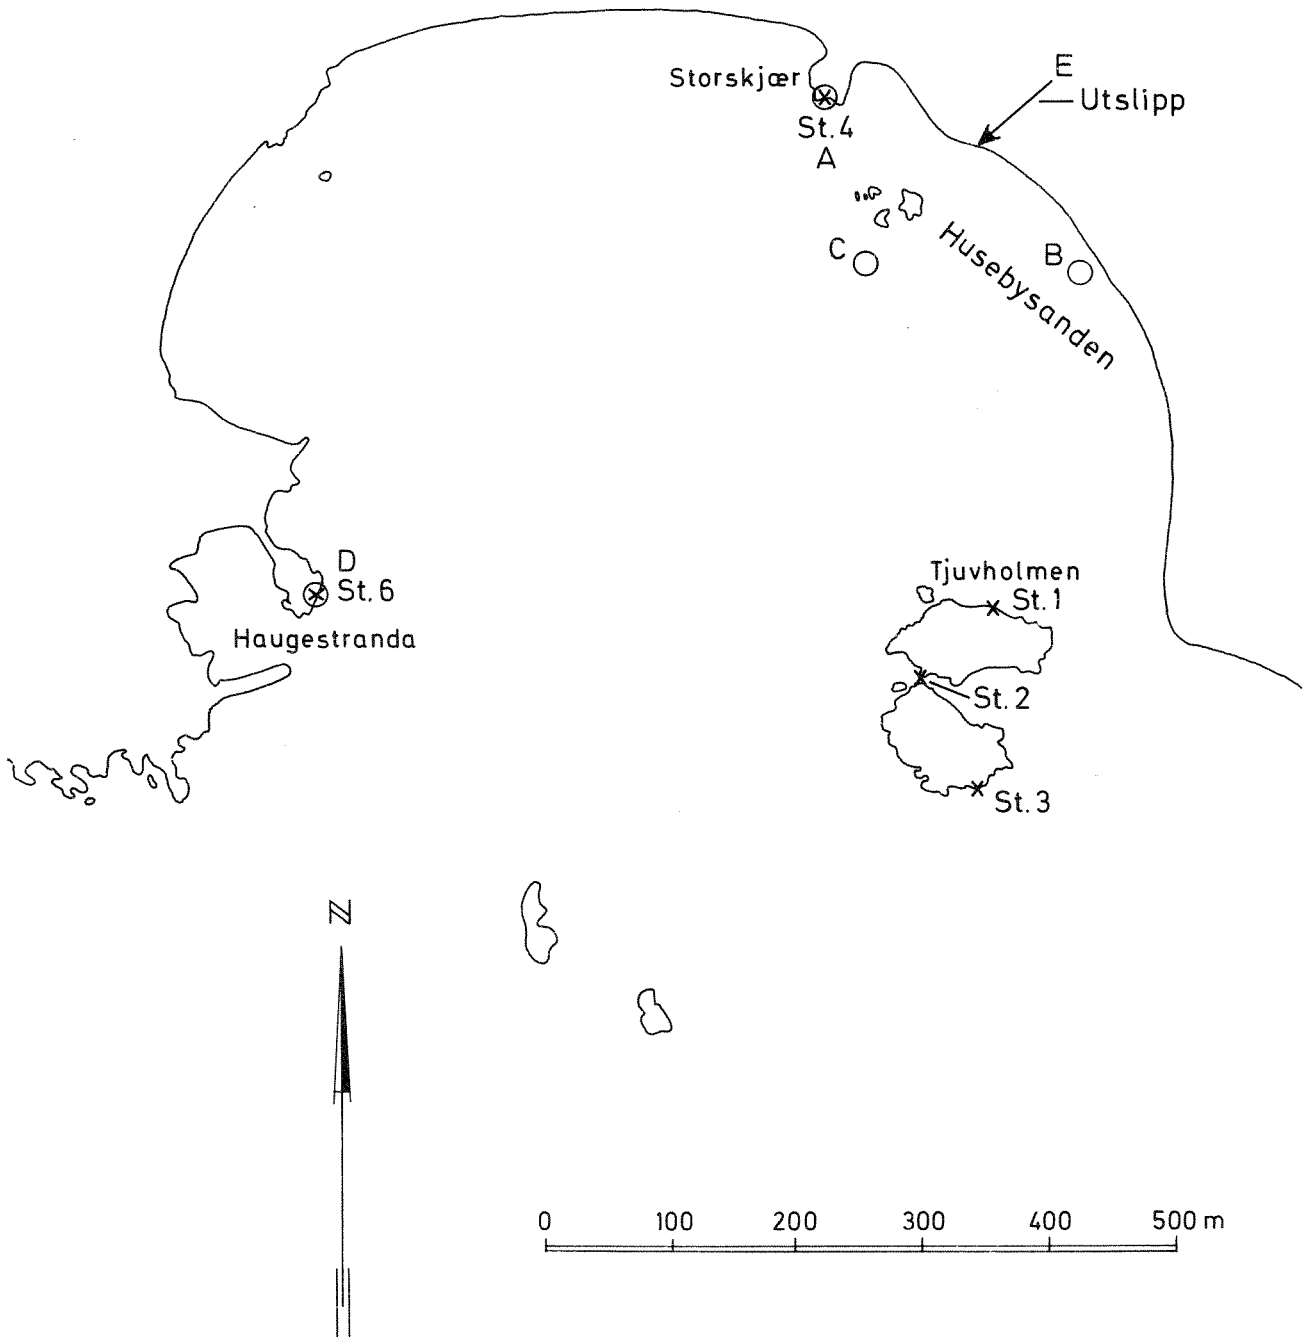 E
Storskjær
Utslipp
St. 4
A
C
Husebysanden
B
D
St. 6
Haugestranda
Tjuvholmen
St. 1
St. 2
St. 3
N
0 100 200 300 400 500 m